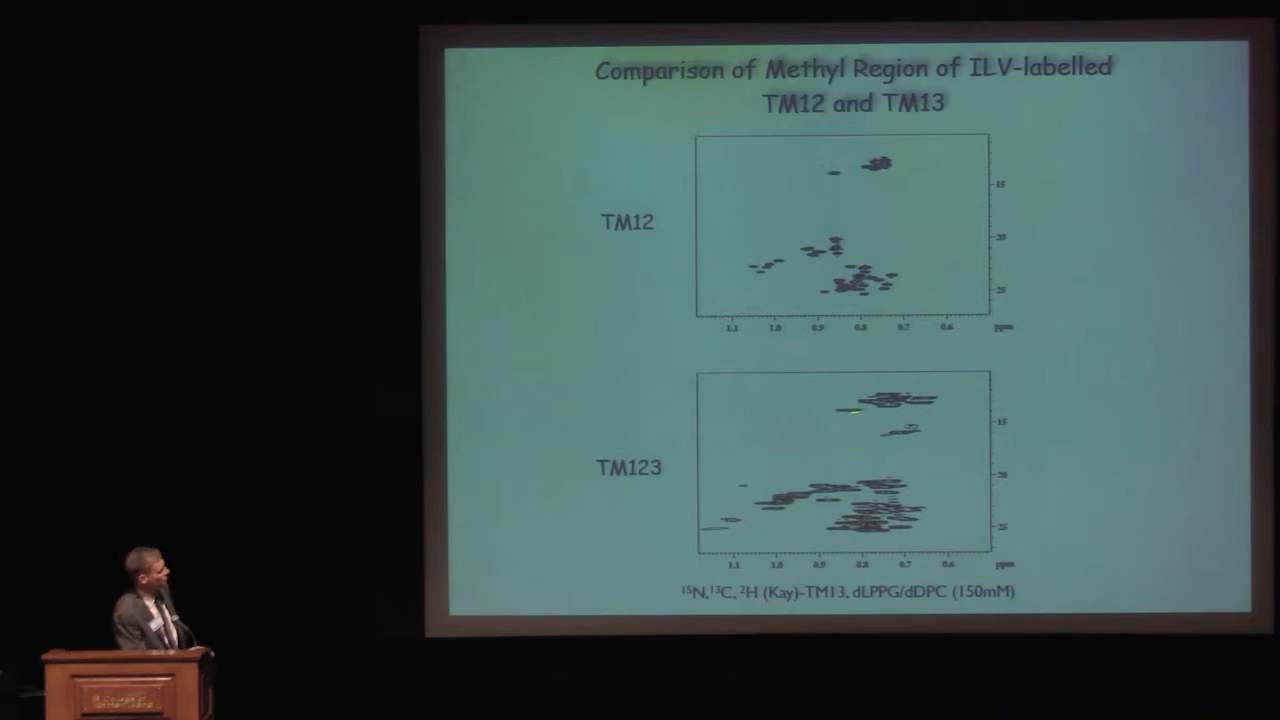 Comparison of Methyl Region of ILV-labelled
TM12 and TM13
TM12
15
20
25
1.1 1.0 0.9 0.8 0.7 0.6 ppm
TM123
15
20
25
1.1 1.0 0.9 0.8 0.7 0.6 ppm
¹⁵N,¹³C, ²H (Kay)-TM13, dLPPG/dDPC (150mM)
College of